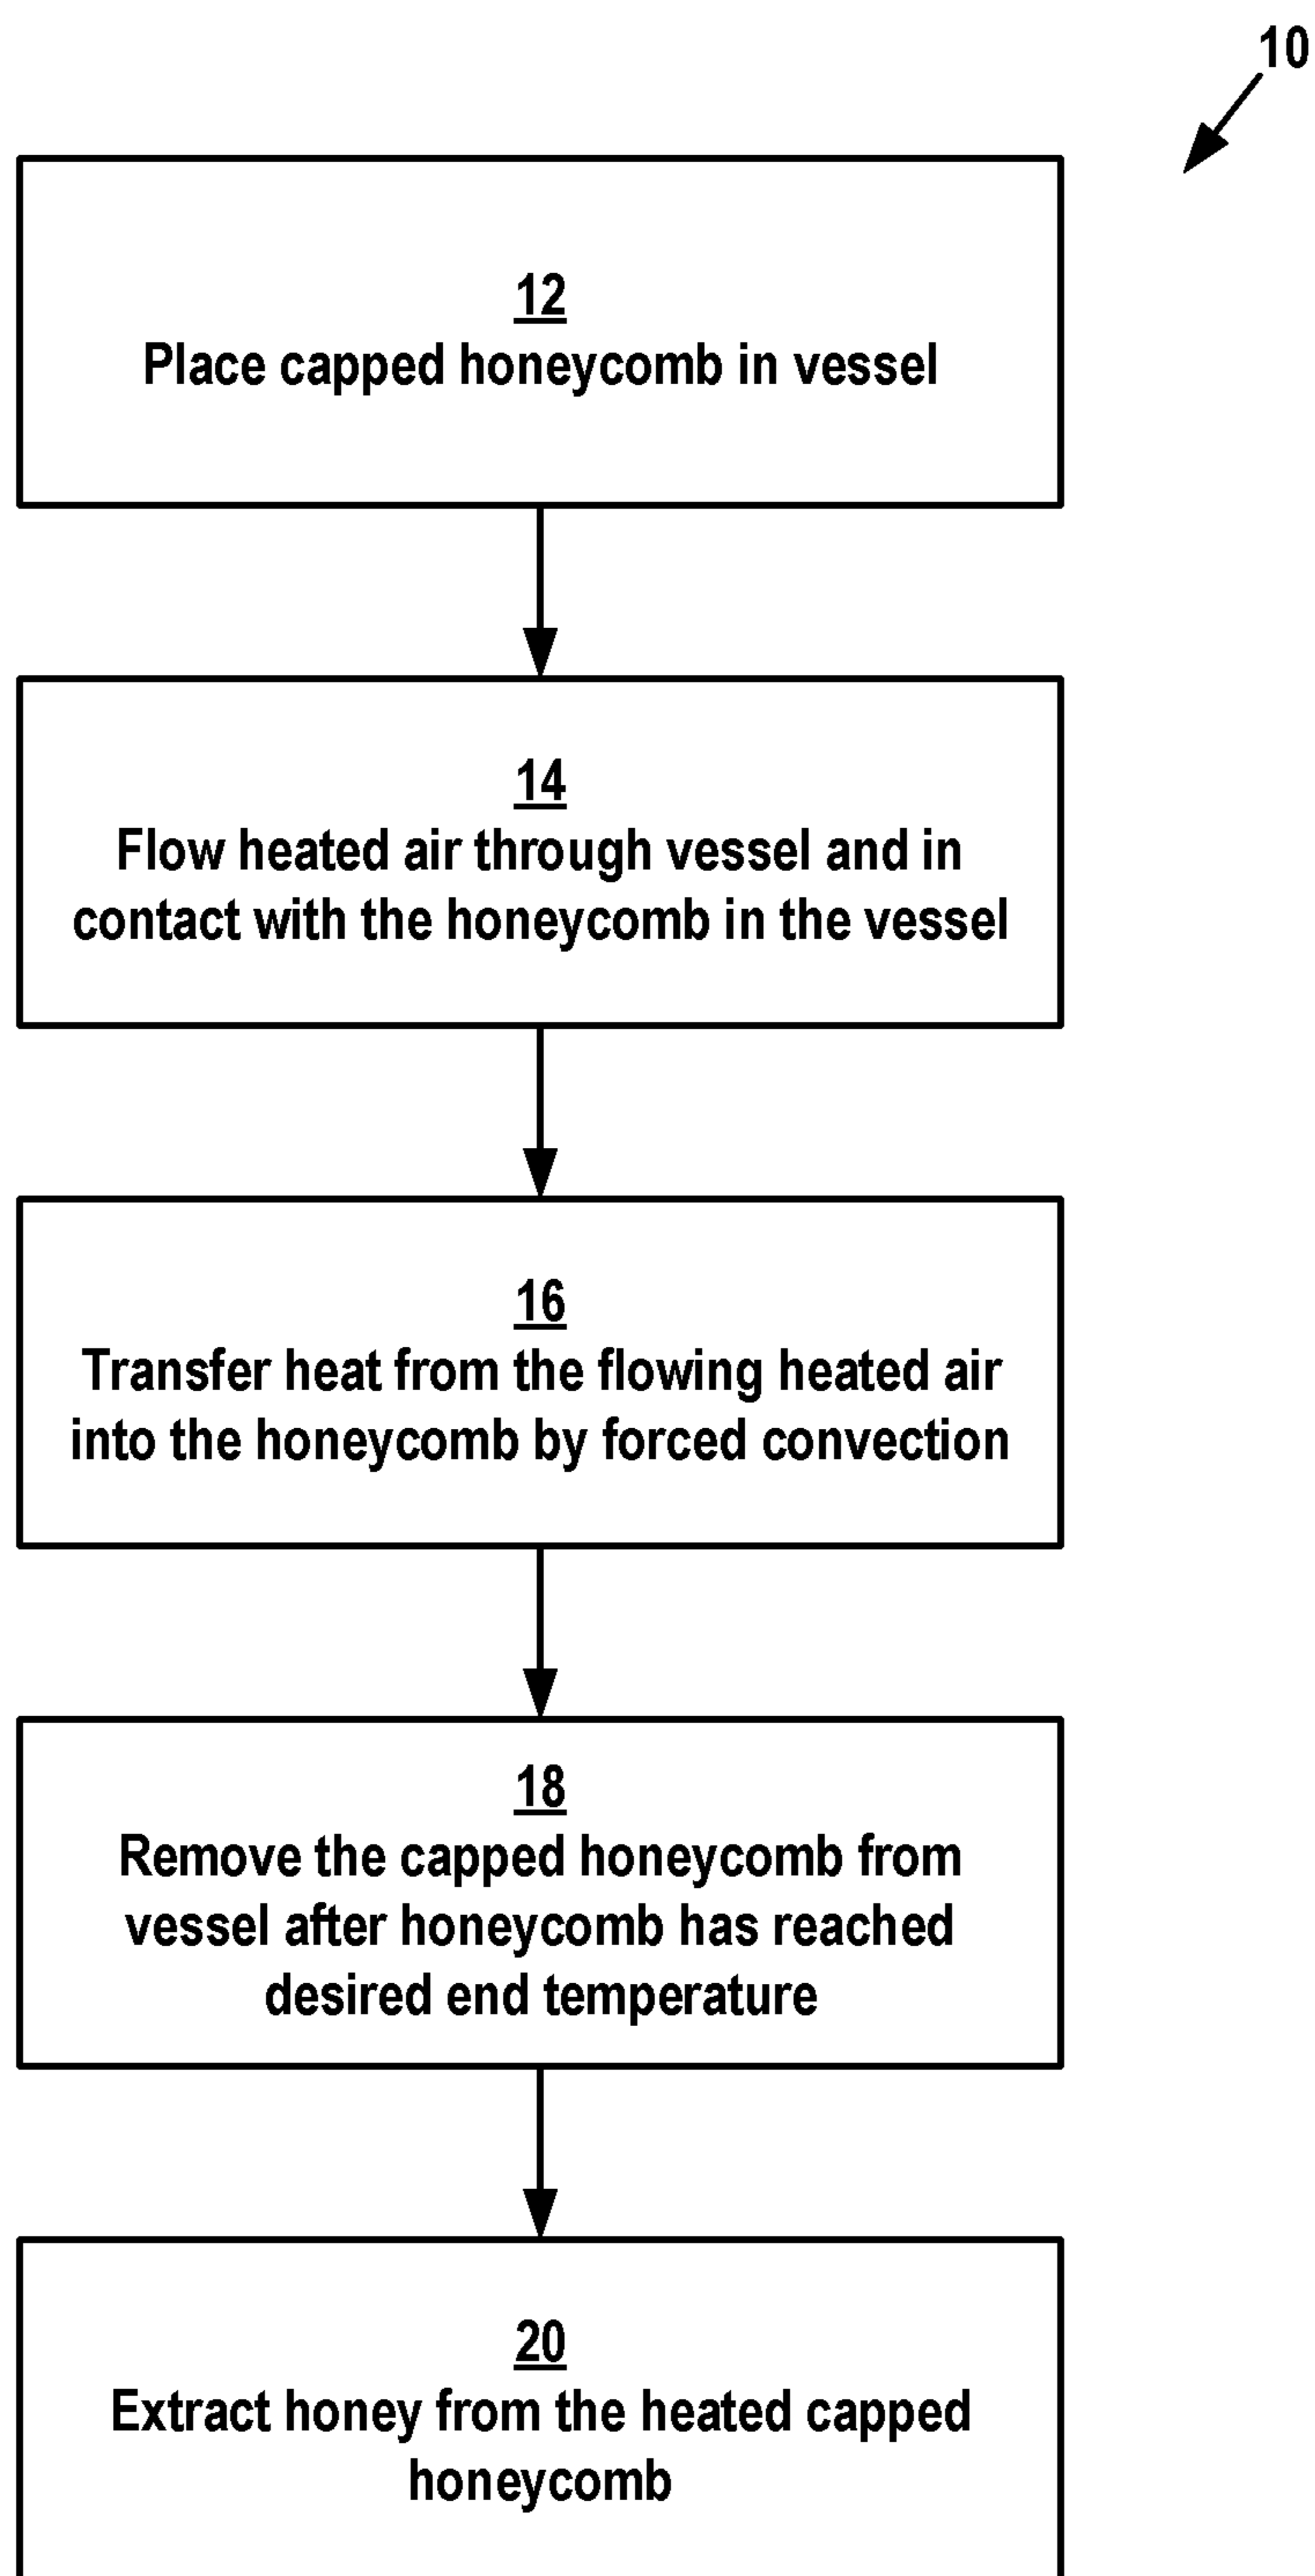 10
12
Place capped honeycomb in vessel
14
Flow heated air through vessel and in
contact with the honeycomb in the vessel
16
Transfer heat from the flowing heated air
into the honeycomb by forced convection
18
Remove the capped honeycomb from
vessel after honeycomb has reached
desired end temperature
20
Extract honey from the heated capped
honeycomb